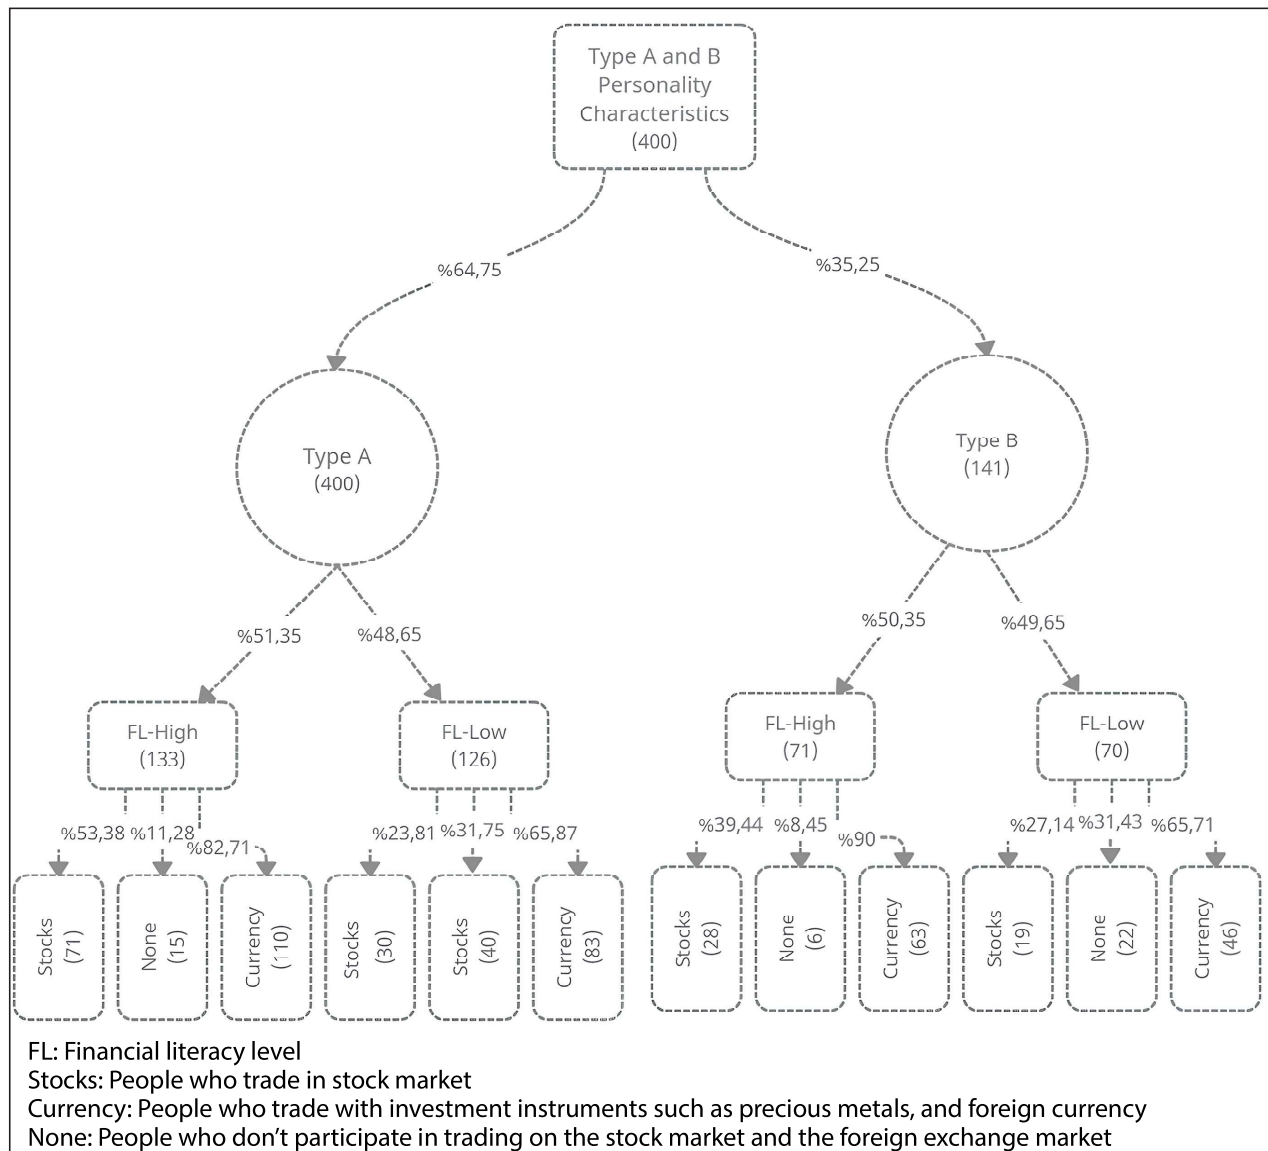 Type A and B
Personality
Characteristics
(400)
%64,75
%35,25
Type A
(400)
Type B
(141)
%51,35
%48,65
%50,35
%49,65
FL-High
(133)
FL-Low
(126)
FL-High
(71)
FL-Low
(70)
%53,38
%11,28
%82,71
%23,81
%31,75
%65,87
%39,44
%8,45
%90
%27,14
%31,43
%65,71
Stocks
(71)
None
(15)
Currency
(110)
Stocks
(30)
Stocks
(40)
Currency
(83)
Stocks
(28)
None
(6)
Currency
(63)
Stocks
(19)
None
(22)
Currency
(46)
FL: Financial literacy level
Stocks: People who trade in stock market
Currency: People who trade with investment instruments such as precious metals, and foreign currency
None: People who don’t participate in trading on the stock market and the foreign exchange market